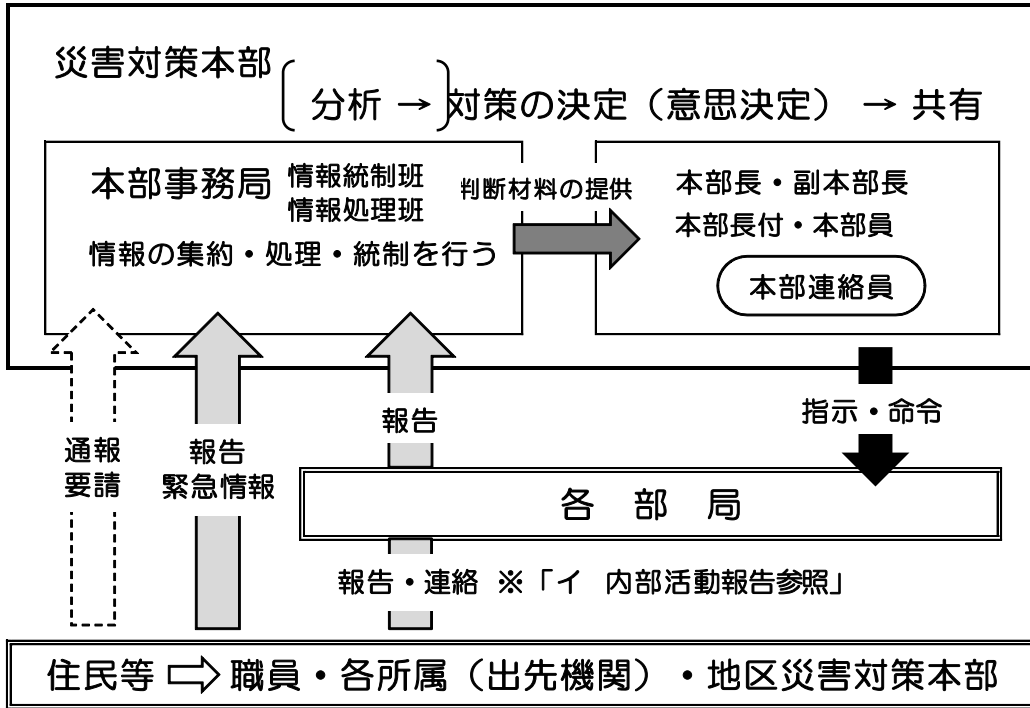 災害対策本部
分析 → 対策の決定(意思決定) → 共有
本部事務局
情報統制班
情報処理班
情報の集約・処理・統制を行う
判断材料の提供
本部長・副本部長
本部長付・本部員
本部連絡員
指示・命令
通報
要請
報告
緊急情報
報告
各 部 局
報告・連絡 ※「イ 内部活動報告参照」
住民等 ⇨ 職員・各所属(出先機関)・地区災害対策本部